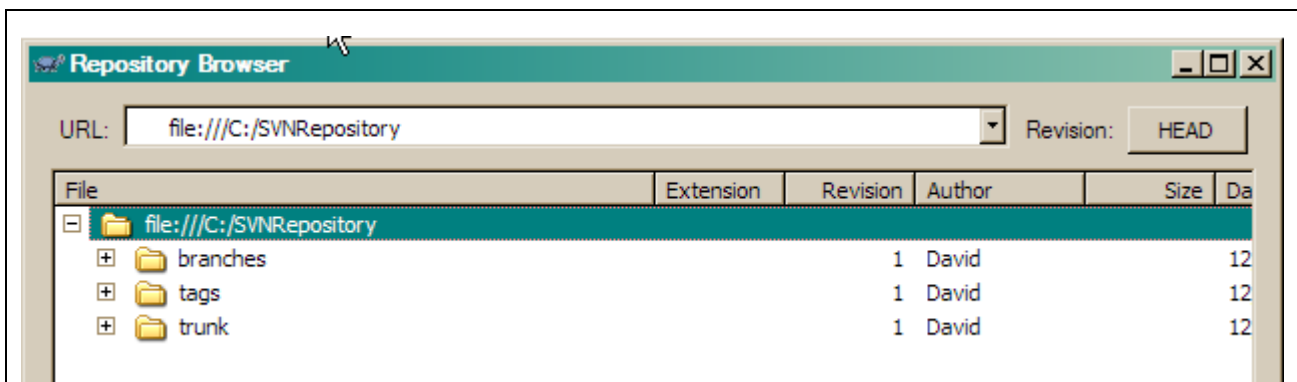 Repository Browser
URL: file:///C:/SVNRepository Revision: HEAD
File Extension Revision Author Size Da
file:///C:/SVNRepository
branches 1 David 12
tags 1 David 12
trunk 1 David 12